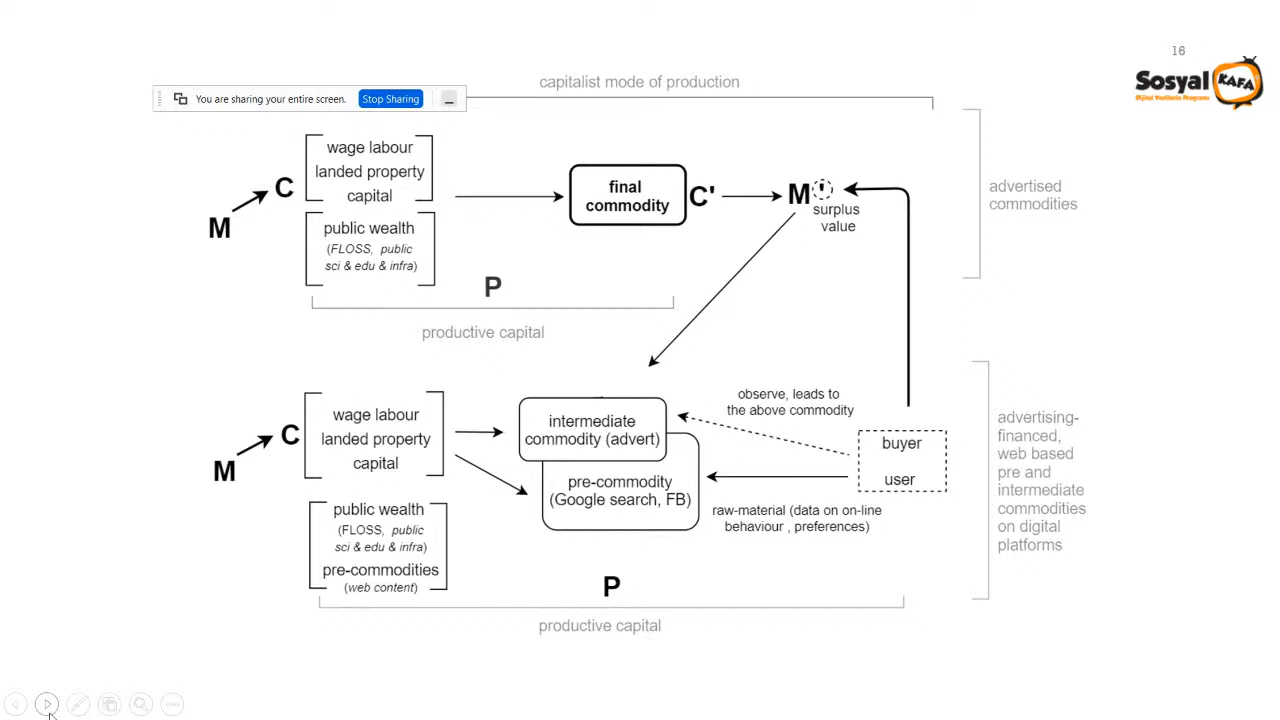 16
Sosyal KAFA
Dijital Yerlilerin Programı
capitalist mode of production
You are sharing your entire screen.
Stop Sharing
M
C
wage labour
landed property
capital
public wealth
(FLOSS, public
sci & edu & infra)
final
commodity
C'
M'
surplus
value
advertised
commodities
P
productive capital
M
C
wage labour
landed property
capital
public wealth
(FLOSS, public
sci & edu & infra)
pre-commodities
(web content)
intermediate
commodity (advert)
pre-commodity
(Google search, FB)
observe, leads to
the above commodity
buyer
user
raw-material (data on on-line
behaviour , preferences)
advertising-
financed,
web based
pre and
intermediate
commodities
on digital
platforms
P
productive capital